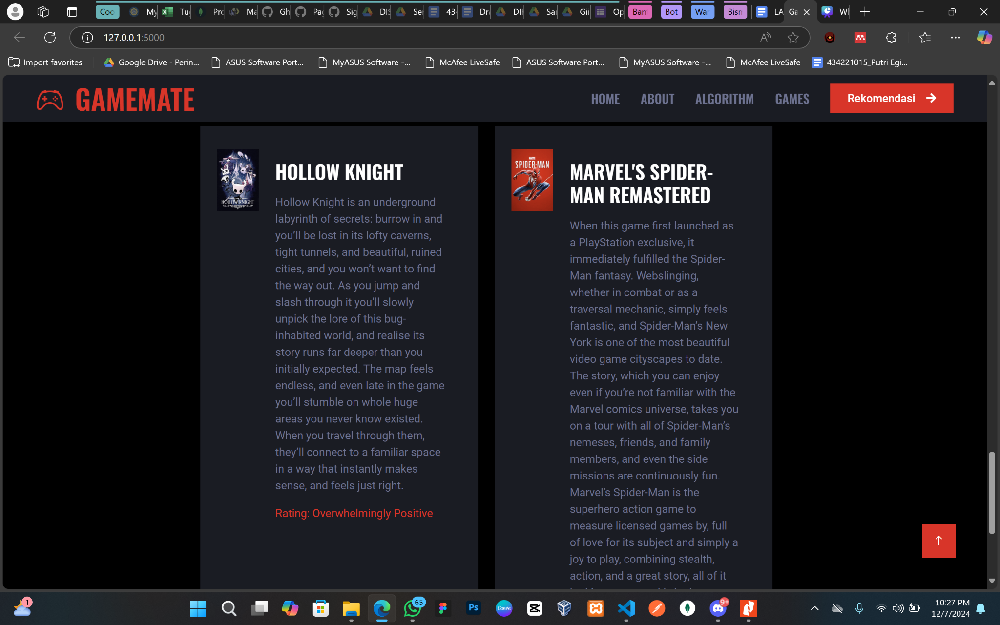 Coo
My
Tu
Pro
Ma
Gh
Pa
Sig
DI
Se
43
Dra
DI
Sa
Gi
Op
Ban
Bot
War
Bisn
LA
Ga
W
127.0.0.1:5000
Import favorites
Google Drive - Perin...
ASUS Software Port...
MyASUS Software -...
McAfee LiveSafe
ASUS Software Port...
MyASUS Software -...
McAfee LiveSafe
434221015_Putri Egi...
GAMEMATE
HOME
ABOUT
ALGORITHM
GAMES
Rekomendasi
HOLLOW KNIGHT
HOLLOW KNIGHT
Hollow Knight is an underground
labyrinth of secrets: burrow in and
you’ll be lost in its lofty caverns,
tight tunnels, and beautiful, ruined
cities, and you won’t want to find
the way out. As you jump and
slash through it you’ll slowly
unpick the lore of this bug-
inhabited world, and realise its
story runs far deeper than you
initially expected. The map feels
endless, and even late in the game
you’ll stumble on whole huge
areas you never know existed.
When you travel through them,
they’ll connect to a familiar space
in a way that instantly makes
sense, and feels just right.
Rating: Overwhelmingly Positive
MARVEL
SPIDER-MAN
MARVEL'S SPIDER-
MAN REMASTERED
When this game first launched as
a PlayStation exclusive, it
immediately fulfilled the Spider-
Man fantasy. Webslinging,
whether in combat or as a
traversal mechanic, simply feels
fantastic, and Spider-Man’s New
York is one of the most beautiful
video game cityscapes to date.
The story, which you can enjoy
even if you’re not familiar with the
Marvel comics universe, takes you
on a tour with all of Spider-Man’s
nemeses, friends, and family
members, and even the side
missions are continuously fun.
Marvel’s Spider-Man is the
superhero action game to
measure licensed games by, full
of love for its subject and simply a
joy to play, combining stealth,
action, and a great story, all of it
1
65
Ps
Canva
9+
10:27 PM
12/7/2024